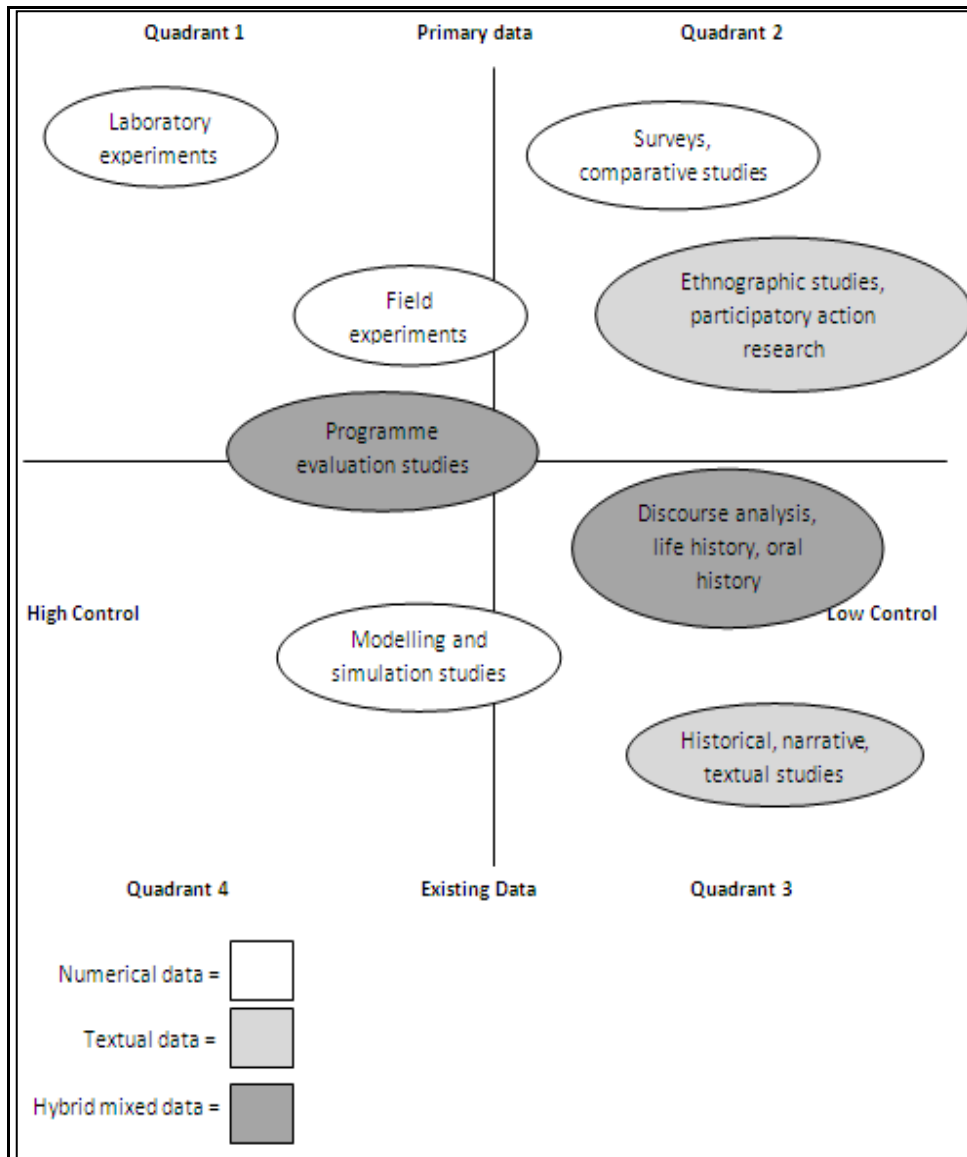 Quadrant 1
Primary data
Quadrant 2
Laboratory
experiments
Surveys,
comparative studies
Ethnographic studies,
participatory action
research
Field
experiments
Programme
evaluation studies
Discourse analysis,
life history, oral
history
High Control
Low Control
Modelling and
simulation studies
Historical, narrative,
textual studies
Quadrant 4
Existing Data
Quadrant 3
Numerical data =
Textual data =
Hybrid mixed data =